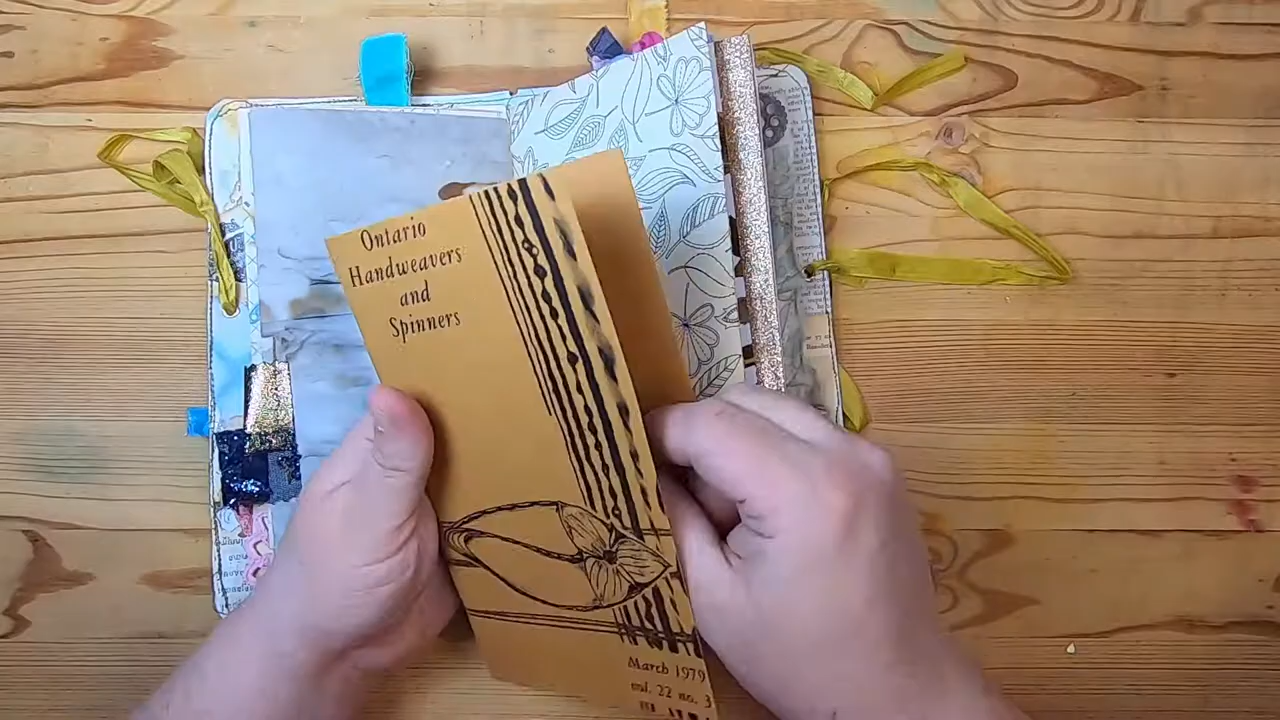 Ontario
Handweavers
and
Spinners
March 1979
vol. 22 no. 3